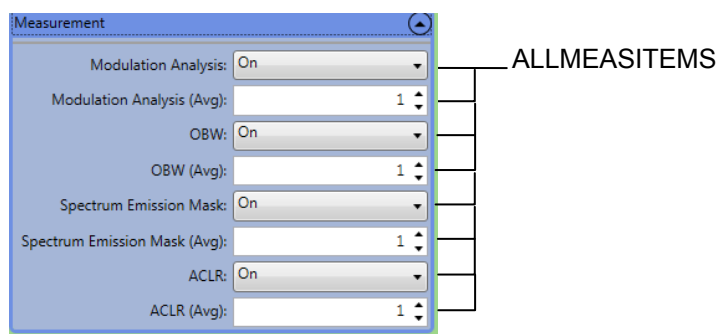 Measurement
Modulation Analysis: On
ALLMEASITEMS
Modulation Analysis (Avg): 1
OBW: On
OBW (Avg): 1
Spectrum Emission Mask: On
Spectrum Emission Mask (Avg): 1
ACLR: On
ACLR (Avg): 1